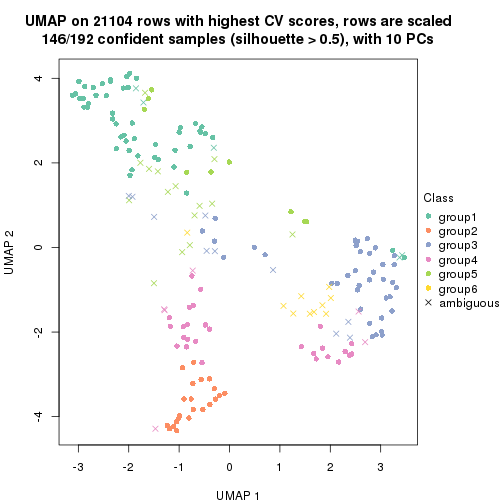 UMAP on 21104 rows with highest CV scores, rows are scaled
146/192 confident samples (silhouette > 0.5), with 10 PCs
UMAP 2
4
2
0
-2
-4
-3
-2
-1
0
1
2
3
UMAP 1
Class
group1
group2
group3
group4
group5
group6
ambiguous